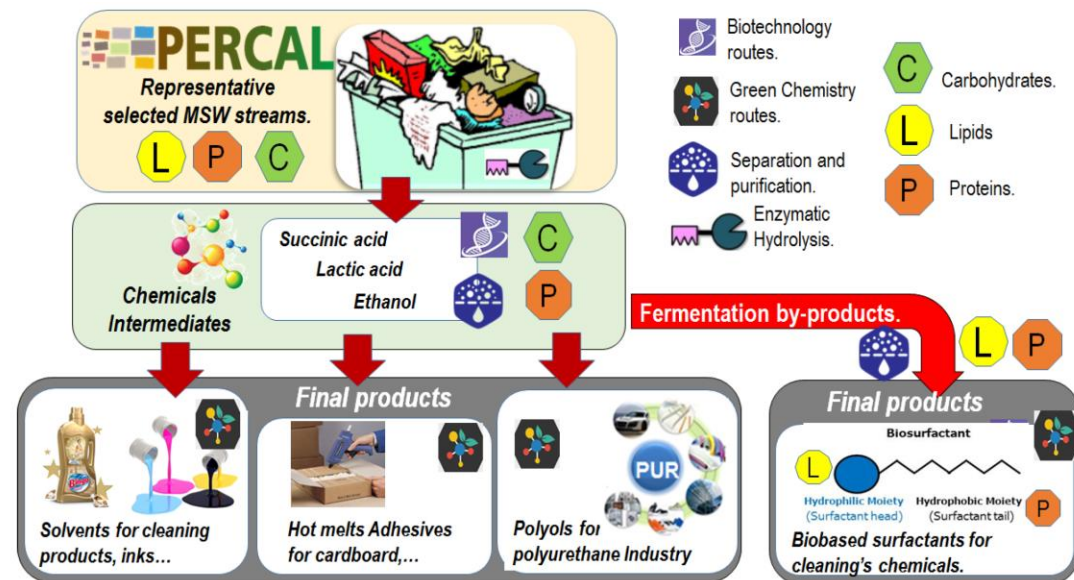 PERCAL
Representative
selected MSW streams.
L
P
C
Biotechnology
routes.
Green Chemistry
routes.
Separation and
purification.
Enzymatic
Hydrolysis.
C
Carbohydrates.
L
Lipids
P
Proteins.
Chemicals
Intermediates
Succinic acid
Lactic acid
Ethanol
C
P
Fermentation by-products.
L
P
Final products
Solvents for cleaning
products, inks...
Hot melts Adhesives
for cardboard,...
PUR
Polyols for
polyurethane Industry
Final products
Biosurfactant
L
Hydrophilic Moiety
(Surfactant head)
Hydrophobic Moiety
(Surfactant tail)
P
Biobased surfactants for
cleaning's chemicals.